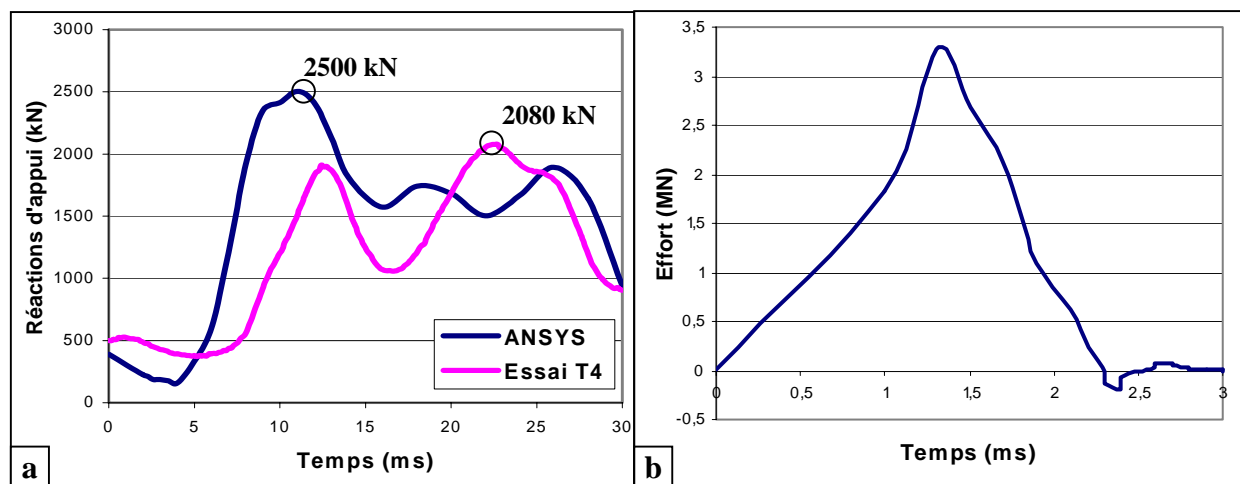 3000
2500
2000
1500
1000
500
0
Réactions d'appui (kN)
2500 kN
2080 kN
ANSYS
Essai T4
0 5 10 15 20 25 30
Temps (ms)
a
3,5
3
2,5
2
1,5
1
0,5
0
-0,5
Effort (MN)
0 0,5 1 1,5 2 2,5 3
Temps (ms)
b